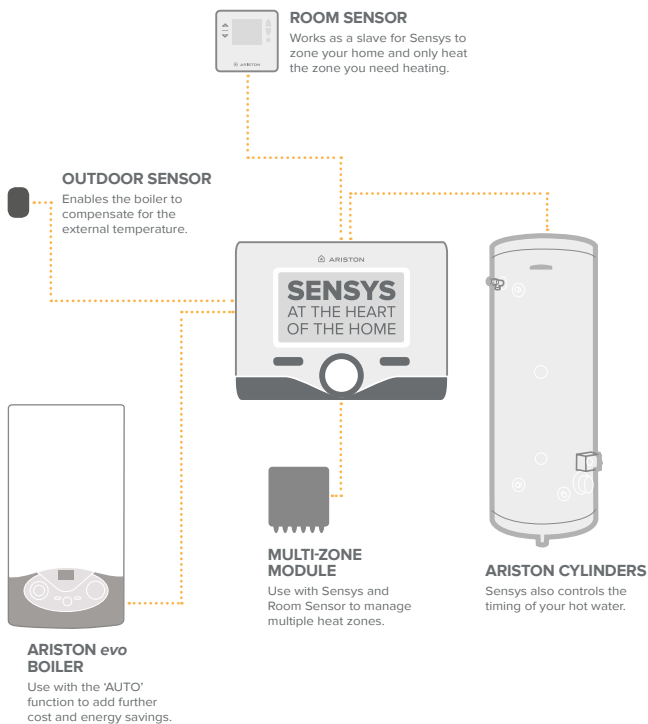 ROOM SENSOR
Works as a slave for Sensys to
zone your home and only heat
the zone you need heating.
ARISTON
OUTDOOR SENSOR
Enables the boiler to
compensate for the
external temperature.
ARISTON
SENSYS
AT THE HEART
OF THE HOME
MULTI-ZONE
MODULE
Use with Sensys and
Room Sensor to manage
multiple heat zones.
ARISTON CYLINDERS
Sensys also controls the
timing of your hot water.
ARISTON evo
BOILER
Use with the ‘AUTO’
function to add further
cost and energy savings.